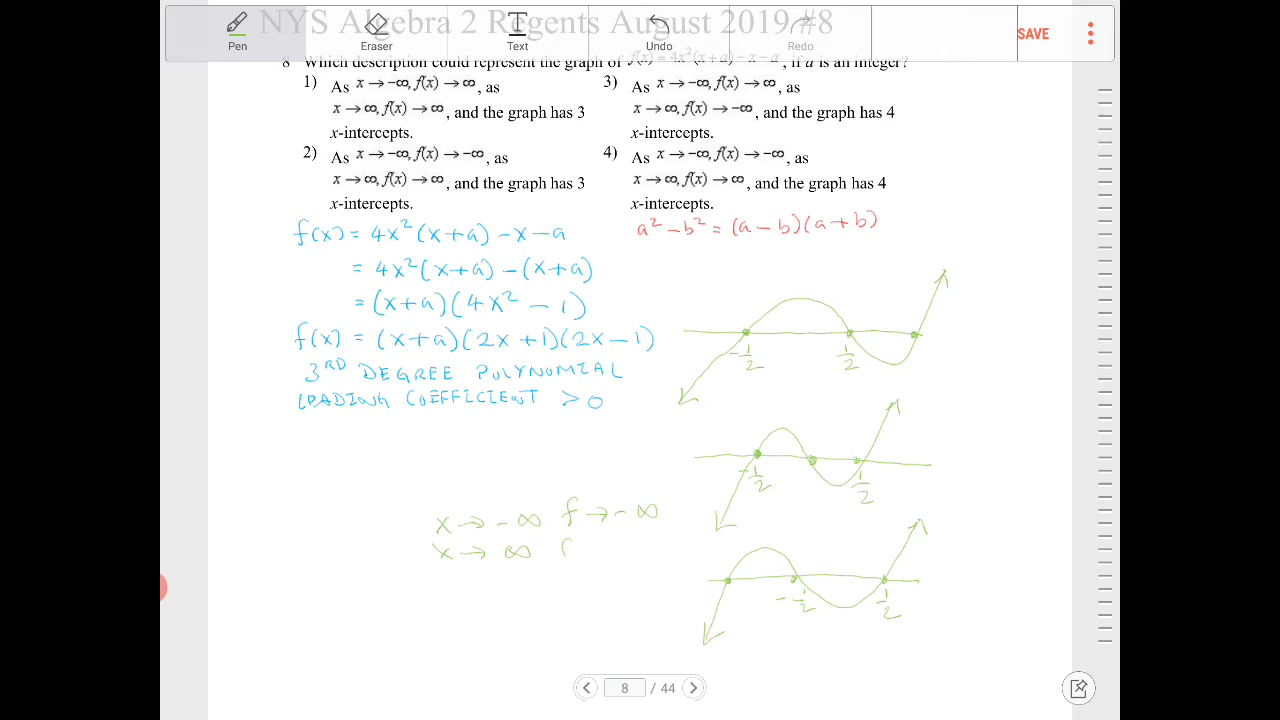 NYS Algebra 2 Regents August 2019 #8
Pen
Eraser
Text
Undo
Redo
SAVE
8 Which description could represent the graph of f(x) = 4x²(x + a) − x − a, if a is an integer?
1) As x → −∞, f(x) → ∞, as
x → ∞, f(x) → ∞, and the graph has 3
x-intercepts.
2) As x → −∞, f(x) → −∞, as
x → ∞, f(x) → ∞, and the graph has 3
x-intercepts.
3) As x → −∞, f(x) → ∞, as
x → ∞, f(x) → −∞, and the graph has 4
x-intercepts.
4) As x → −∞, f(x) → −∞, as
x → ∞, f(x) → ∞, and the graph has 4
x-intercepts.
f(x) = 4x²(x+a) − x − a
= 4x²(x+a) − (x+a)
= (x+a)(4x² − 1)
f(x) = (x+a)(2x+1)(2x−1)
3RD DEGREE POLYNOMIAL
LEADING COEFFICIENT > 0
a² − b² = (a − b)(a + b)
−1/2 1/2
−1/2 1/2
−1/2 1/2
x → −∞ f → −∞
x → ∞ f
8 / 44